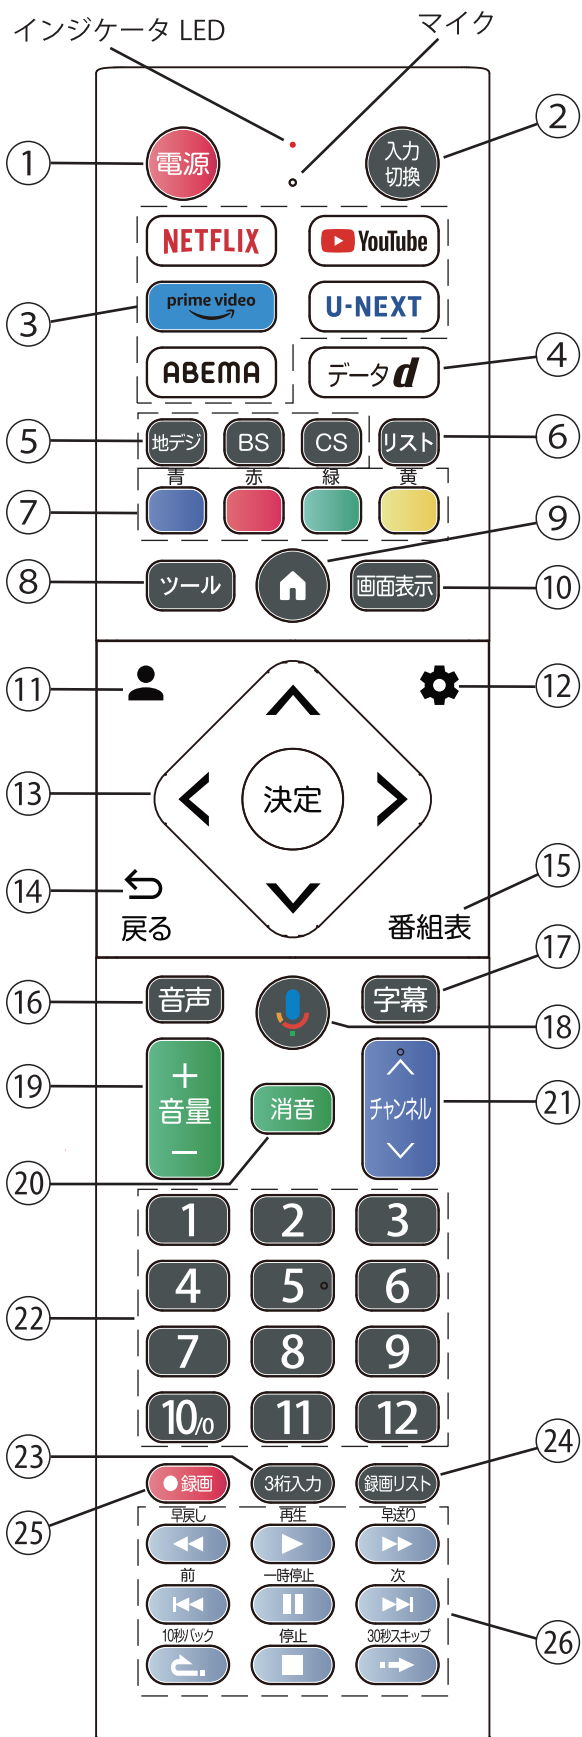 インジケータ LED
マイク
① 電源
入力切換 ②
③
NETFLIX
YouTube
prime video
U-NEXT
ABEMA
データd ④
⑤ 地デジ BS CS
リスト ⑥
⑦ 青 赤 緑 黄
⑧ ツール
⑨
画面表示 ⑩
⑪
⑫
⑬ 決定
⑭ 戻る
番組表 ⑮
⑯ 音声
字幕 ⑰
⑱
⑲ +
音量
−
⑳ 消音
チャンネル ㉑
㉒
1 2 3
4 5 6
7 8 9
10/0 11 12
㉓ 3桁入力
録画リスト ㉔
㉕ ●録画
㉖
早戻し 再生 早送り
前 一時停止 次
10秒バック 停止 30秒スキップ